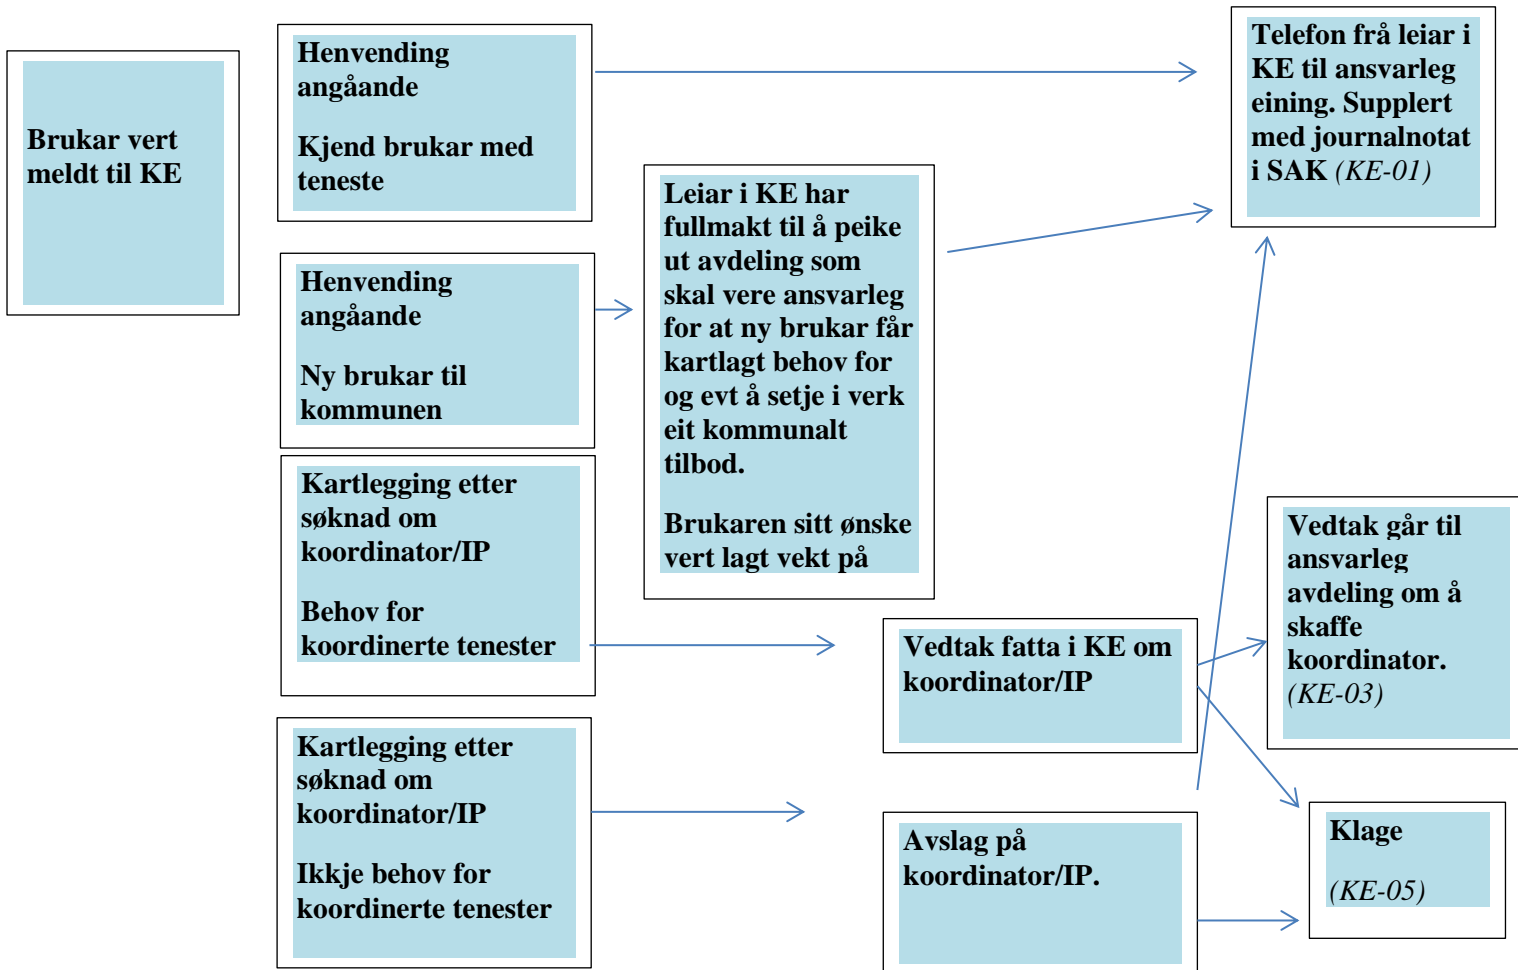 Brukar vert
meldt til KE
Henvending
angåande
Kjend brukar med
teneste
Henvending
angåande
Ny brukar til
kommunen
Kartlegging etter
søknad om
koordinator/IP
Behov for
koordinerte tenester
Kartlegging etter
søknad om
koordinator/IP
Ikkje behov for
koordinerte tenester
Leiar i KE har
fullmakt til å peike
ut avdeling som
skal vere ansvarleg
for at ny brukar får
kartlagt behov for
og evt å setje i verk
eit kommunalt
tilbod.
Brukaren sitt ønske
vert lagt vekt på
Vedtak fatta i KE om
koordinator/IP
Avslag på
koordinator/IP.
Telefon frå leiar i
KE til ansvarleg
eining. Supplert
med journalnotat
i SAK (KE-01)
Vedtak går til
ansvarleg
avdeling om å
skaffe
koordinator.
(KE-03)
Klage
(KE-05)